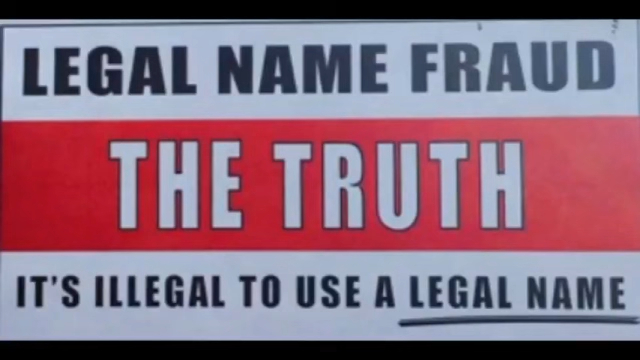 LEGAL NAME FRAUD
THE TRUTH
IT'S ILLEGAL TO USE A LEGAL NAME